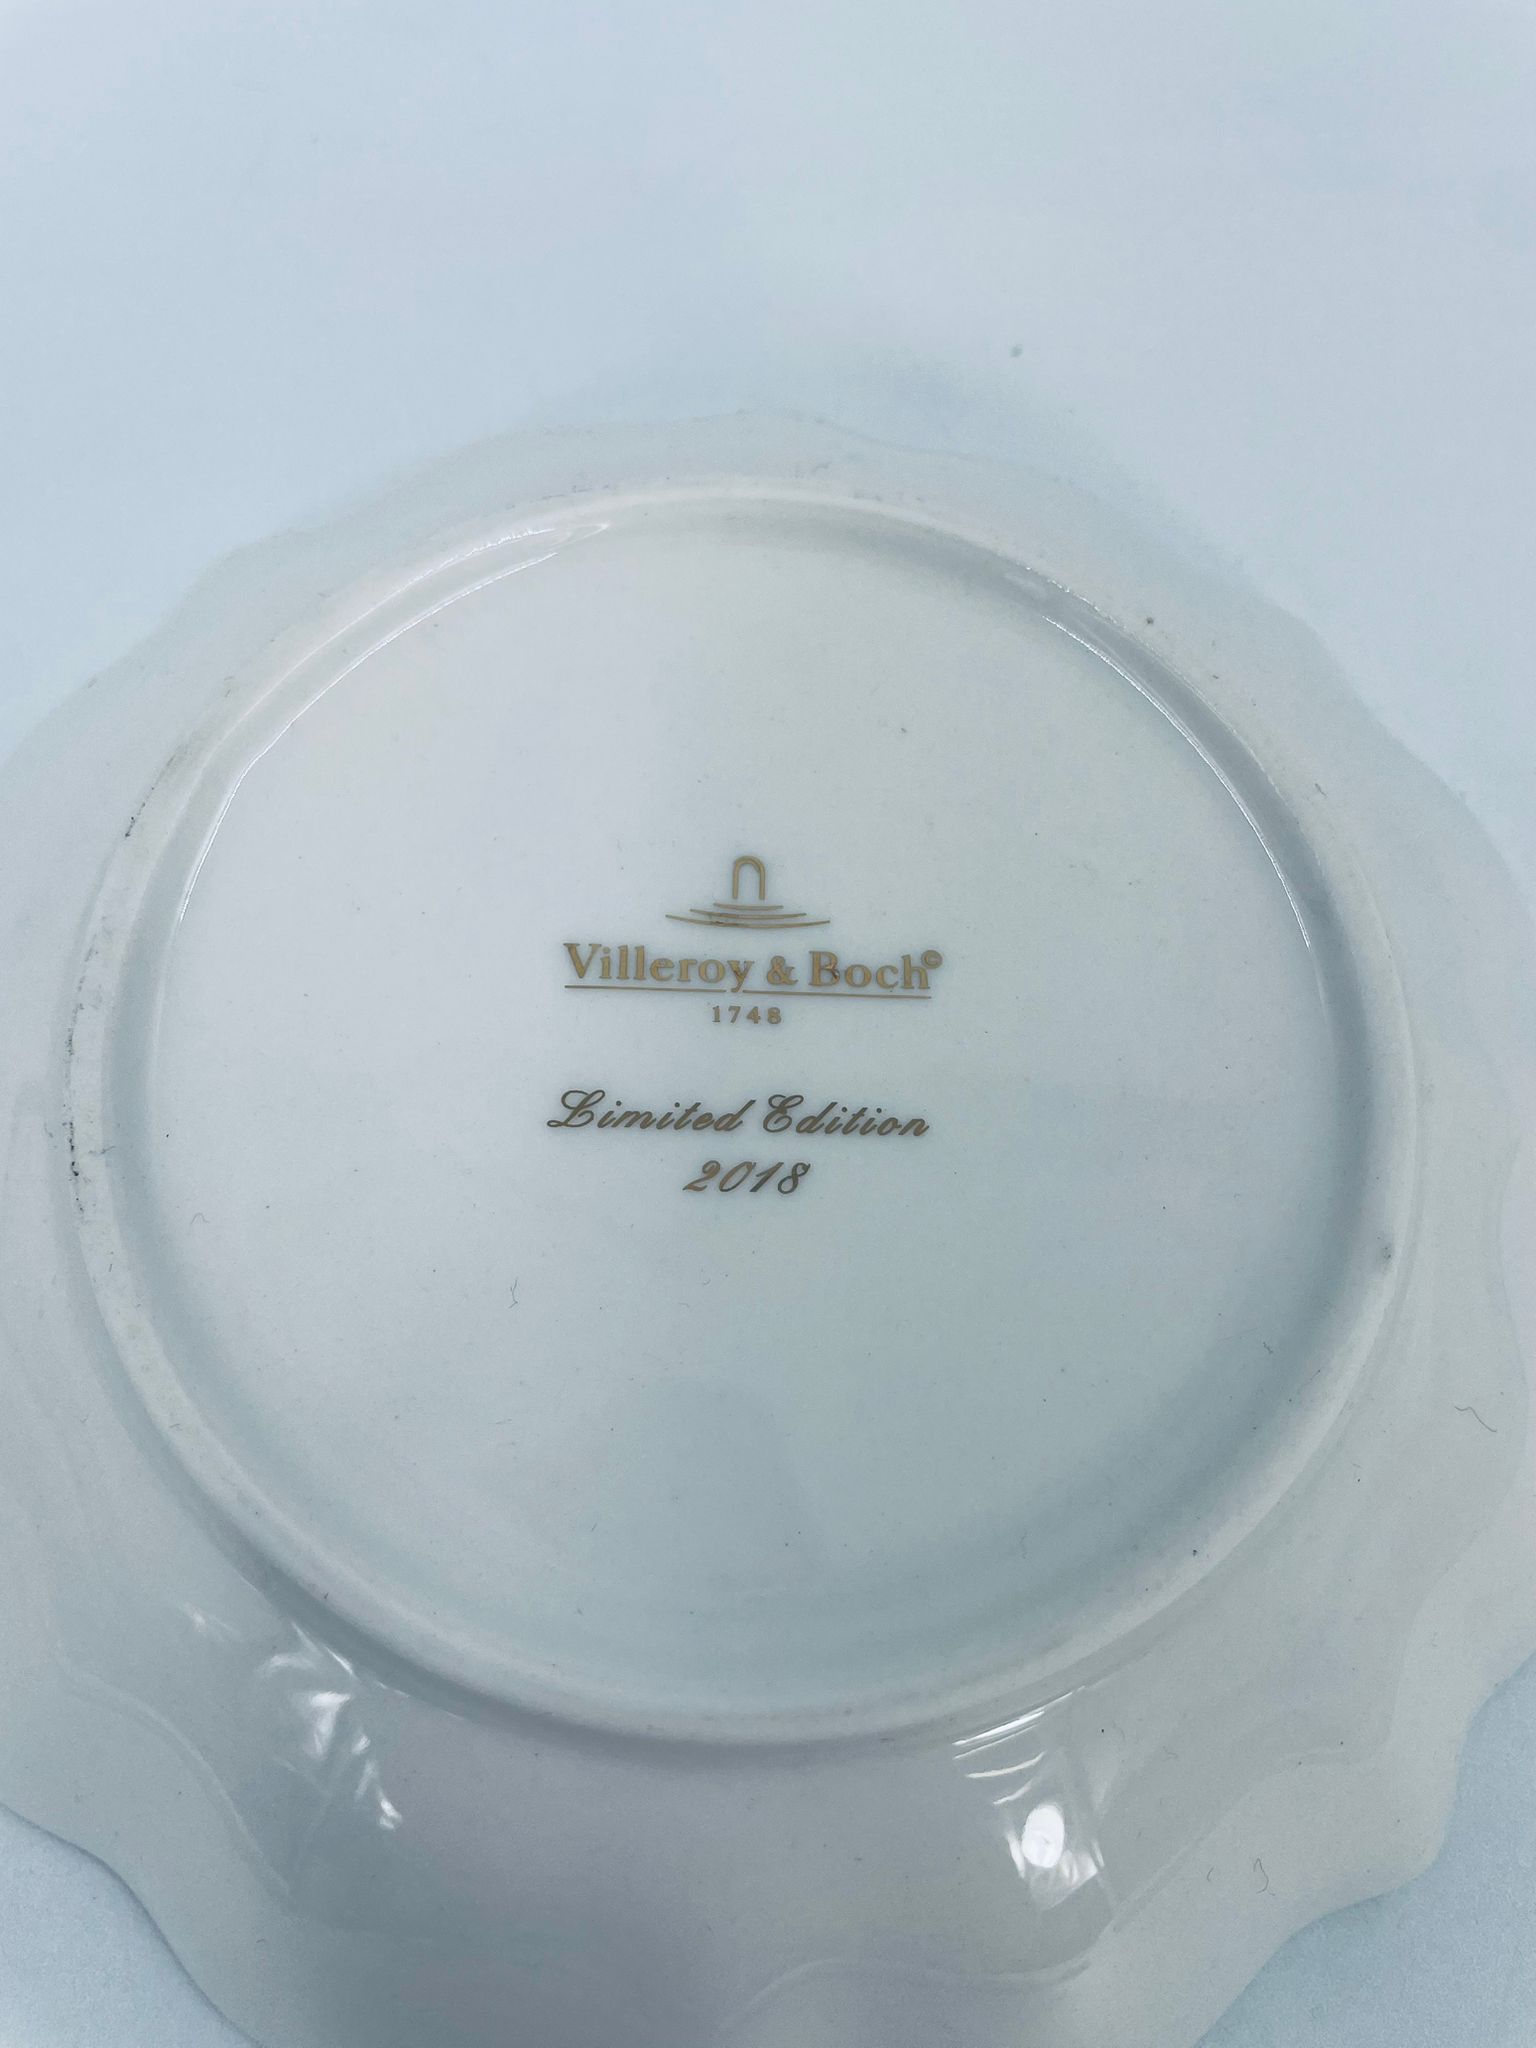 Villeroy & Boch©
1748
Limited Edition
2018